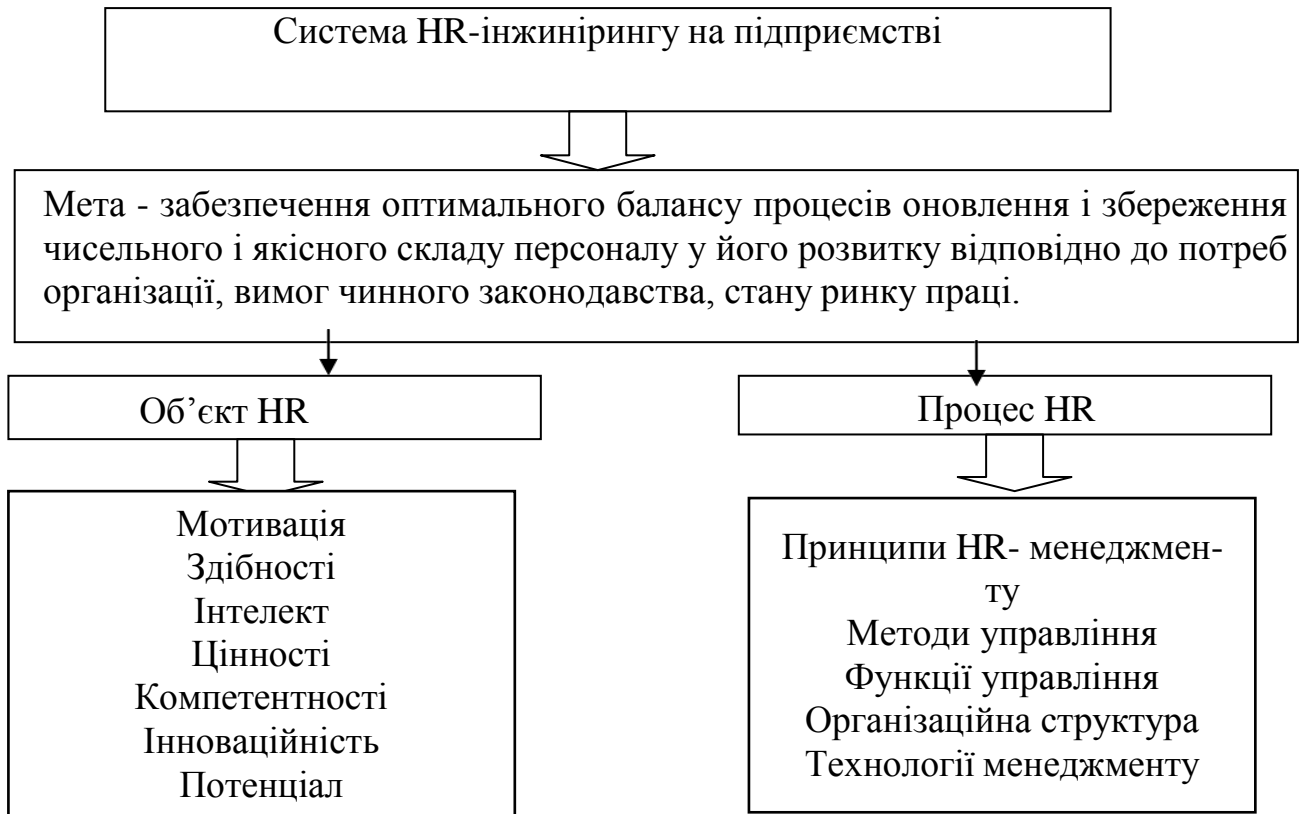 Система HR-інжинірингу на підприємстві
Мета - забезпечення оптимального балансу процесів оновлення і збереження
чисельного і якісного складу персоналу у його розвитку відповідно до потреб
організації, вимог чинного законодавства, стану ринку праці.
Об’єкт HR
Процес HR
Мотивація
Здібності
Інтелект
Цінності
Компетентності
Інноваційність
Потенціал
Принципи HR- менеджмен-
ту
Методи управління
Функції управління
Організаційна структура
Технології менеджменту